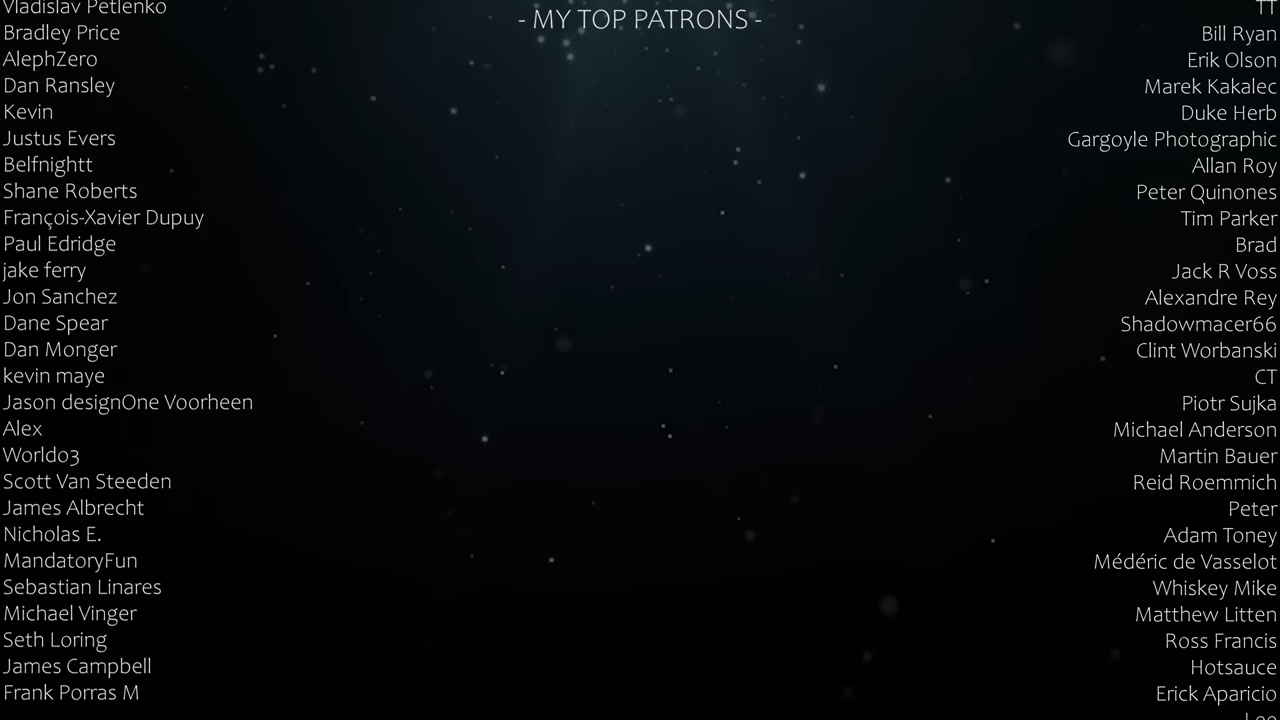 - MY TOP PATRONS -
Vladislav Petlenko
Bradley Price
AlephZero
Dan Ransley
Kevin
Justus Evers
Belfnightt
Shane Roberts
François-Xavier Dupuy
Paul Edridge
jake ferry
Jon Sanchez
Dane Spear
Dan Monger
kevin maye
Jason designOne Voorheen
Alex
World03
Scott Van Steeden
James Albrecht
Nicholas E.
MandatoryFun
Sebastian Linares
Michael Vinger
Seth Loring
James Campbell
Frank Porras M
TT
Bill Ryan
Erik Olson
Marek Kakalec
Duke Herb
Gargoyle Photographic
Allan Roy
Peter Quinones
Tim Parker
Brad
Jack R Voss
Alexandre Rey
Shadowmacer66
Clint Worbanski
CT
Piotr Sujka
Michael Anderson
Martin Bauer
Reid Roemmich
Peter
Adam Toney
Médéric de Vasselot
Whiskey Mike
Matthew Litten
Ross Francis
Hotsauce
Erick Aparicio